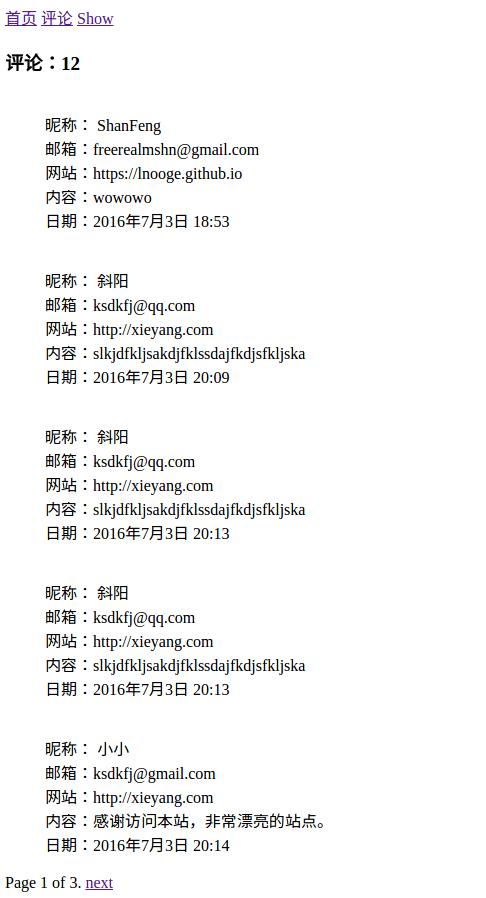 首页 评论 Show
评论：12
昵称： ShanFeng
邮箱：freerealmshn@gmail.com
网站：https://lnooge.github.io
内容：wowowo
日期：2016年7月3日 18:53
昵称： 斜阳
邮箱：ksdkfj@qq.com
网站：http://xieyang.com
内容：slkjdfkljsakdjfklssdajfkdjsfkljska
日期：2016年7月3日 20:09
昵称： 斜阳
邮箱：ksdkfj@qq.com
网站：http://xieyang.com
内容：slkjdfkljsakdjfklssdajfkdjsfkljska
日期：2016年7月3日 20:13
昵称： 斜阳
邮箱：ksdkfj@qq.com
网站：http://xieyang.com
内容：slkjdfkljsakdjfklssdajfkdjsfkljska
日期：2016年7月3日 20:13
昵称： 小小
邮箱：ksdkfj@gmail.com
网站：http://xieyang.com
内容：感谢访问本站，非常漂亮的站点。
日期：2016年7月3日 20:14
Page 1 of 3. next